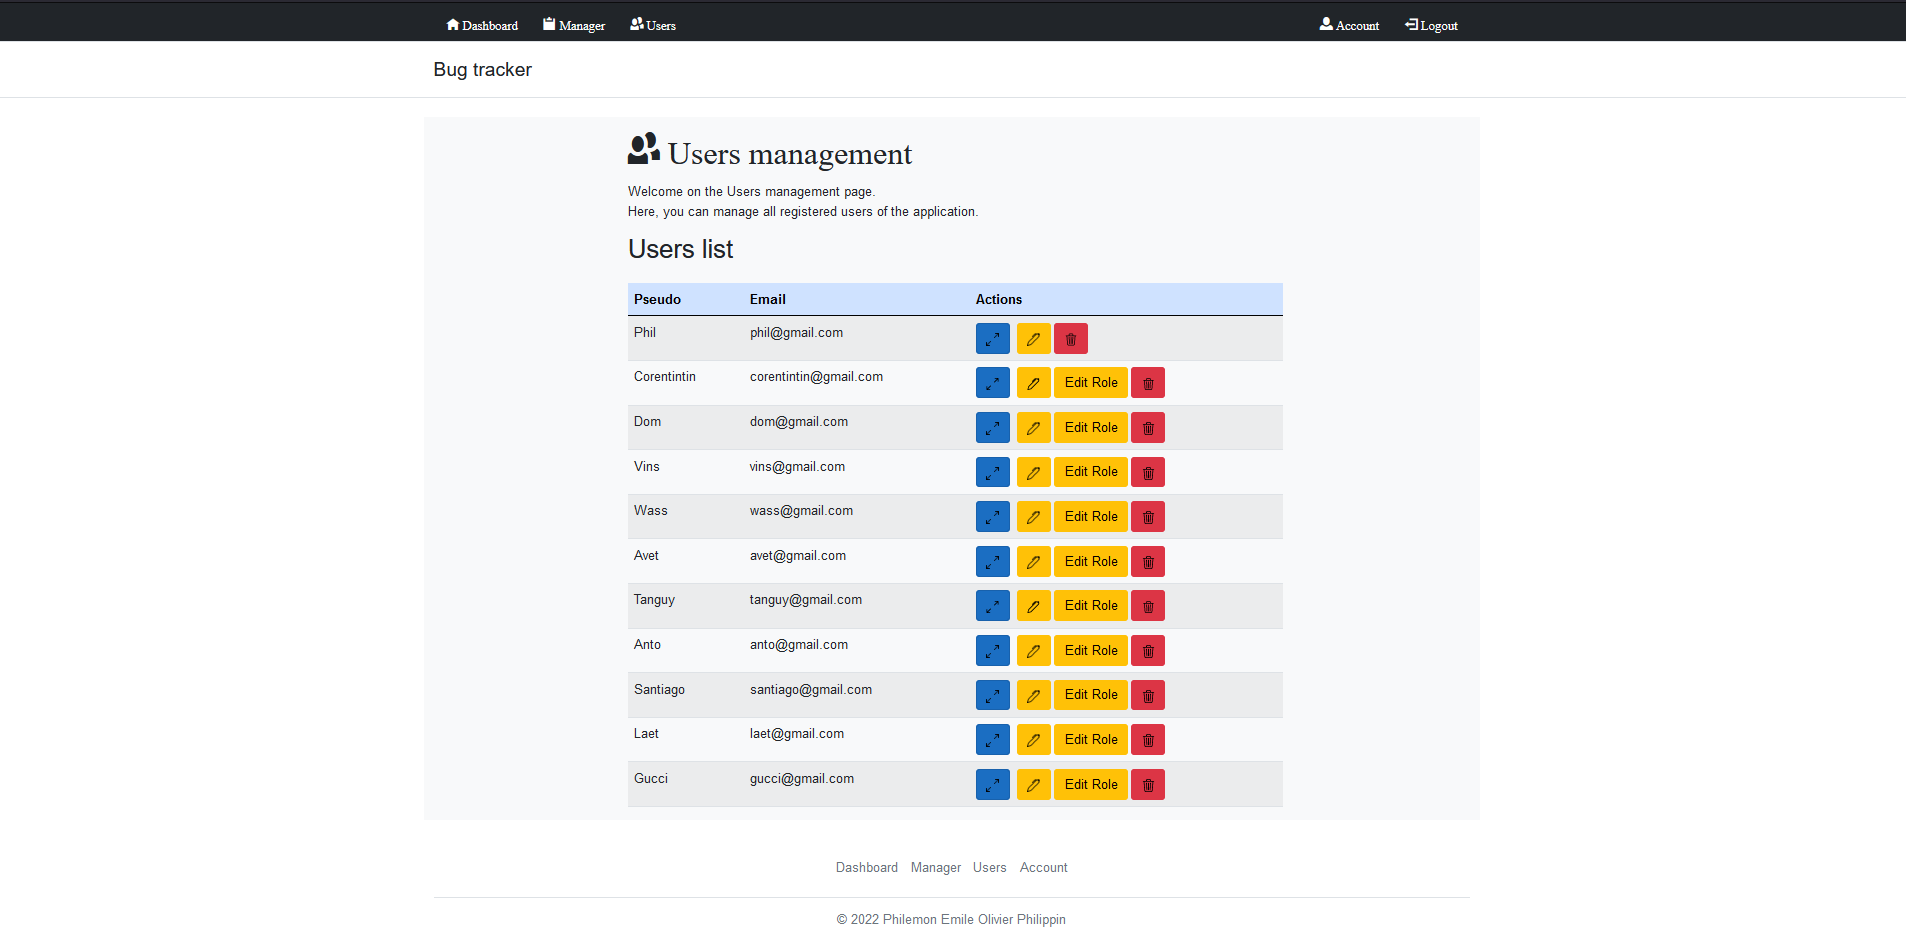 Dashboard Manager Users Account Logout
Bug tracker
Users management
Welcome on the Users management page.
Here, you can manage all registered users of the application.
Users list
Pseudo Email Actions
Phil phil@gmail.com
Corentintin corentintin@gmail.com Edit Role
Dom dom@gmail.com Edit Role
Vins vins@gmail.com Edit Role
Wass wass@gmail.com Edit Role
Avet avet@gmail.com Edit Role
Tanguy tanguy@gmail.com Edit Role
Anto anto@gmail.com Edit Role
Santiago santiago@gmail.com Edit Role
Laet laet@gmail.com Edit Role
Gucci gucci@gmail.com Edit Role
Dashboard Manager Users Account
© 2022 Philemon Emile Olivier Philippin